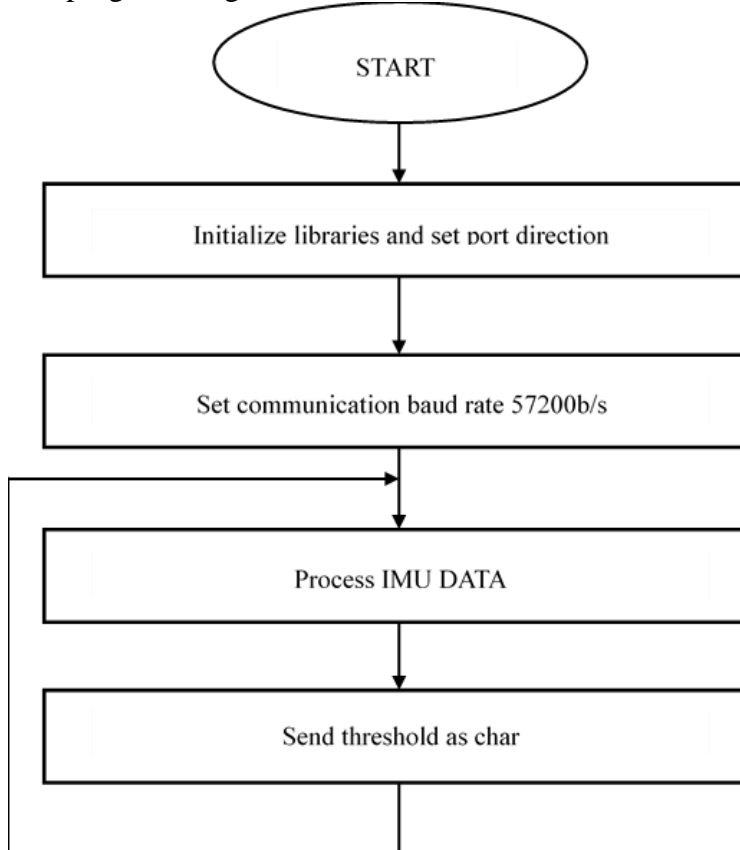 START
Initialize libraries and set port direction
Set communication baud rate 57200b/s
Process IMU DATA
Send threshold as char